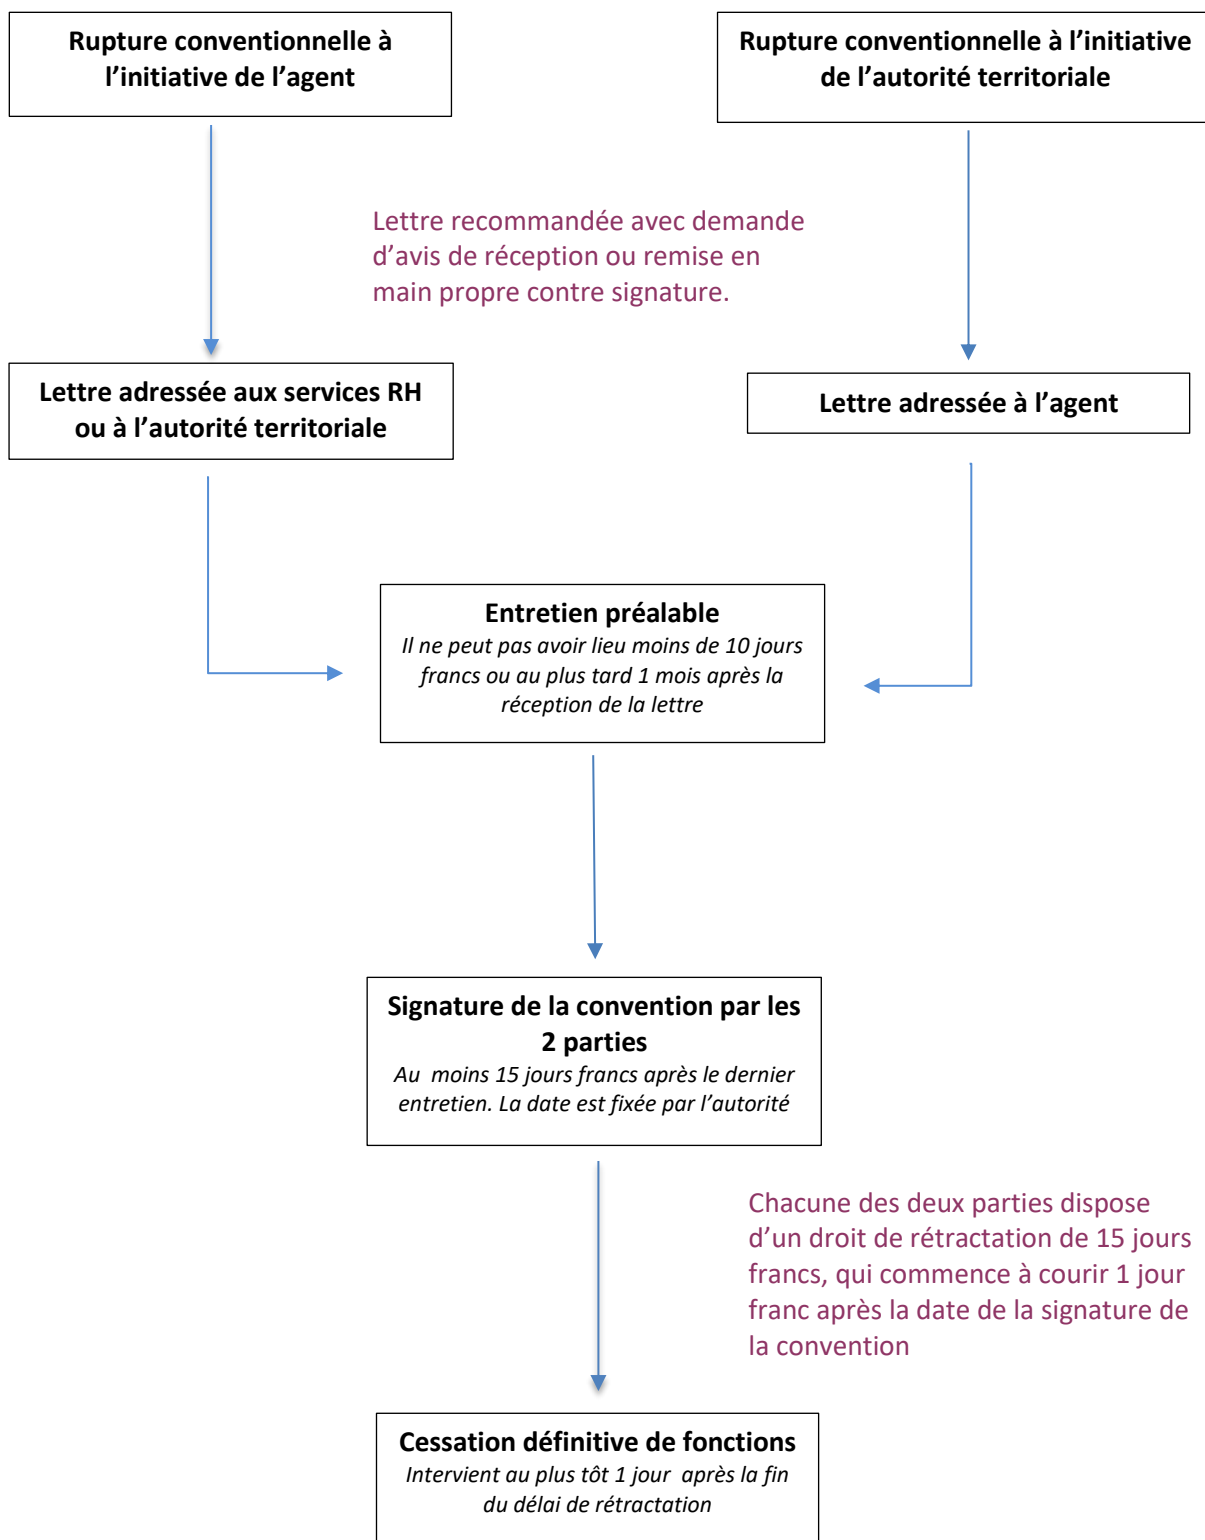 Rupture conventionnelle à
l’initiative de l’agent
Rupture conventionnelle à l’initiative
de l’autorité territoriale
Lettre recommandée avec demande
d’avis de réception ou remise en
main propre contre signature.
Lettre adressée aux services RH
ou à l’autorité territoriale
Lettre adressée à l’agent
Entretien préalable
Il ne peut pas avoir lieu moins de 10 jours
francs ou au plus tard 1 mois après la
réception de la lettre
Signature de la convention par les
2 parties
Au  moins 15 jours francs après le dernier
entretien. La date est fixée par l’autorité
Chacune des deux parties dispose
d’un droit de rétractation de 15 jours
francs, qui commence à courir 1 jour
franc après la date de la signature de
la convention
Cessation définitive de fonctions
Intervient au plus tôt 1 jour  après la fin
du délai de rétractation